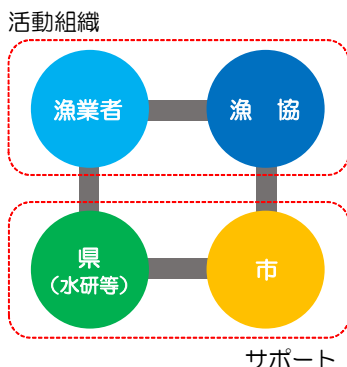 活動組織
漁業者
漁　協
県
（水研等）
市
サポート